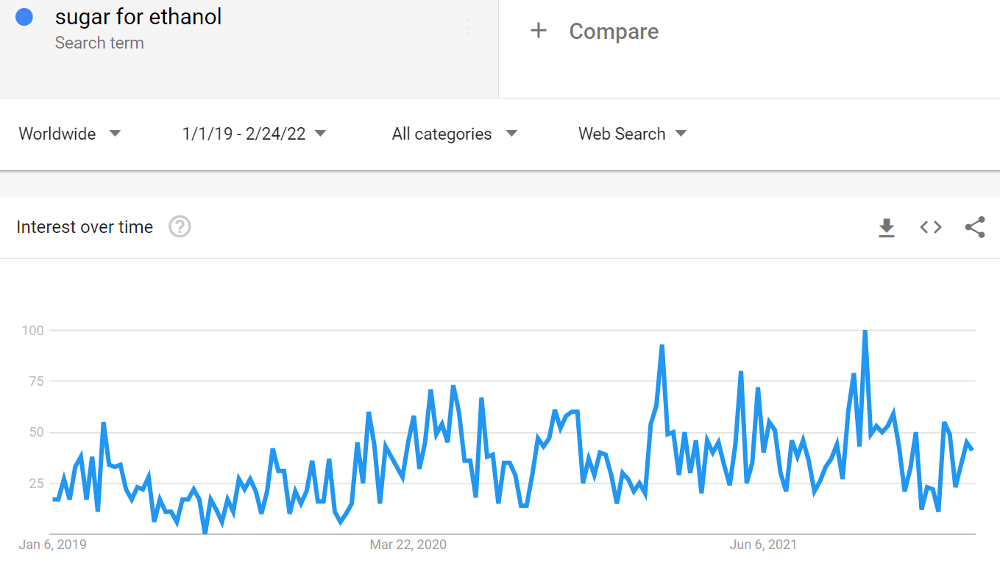 sugar for ethanol
Search term
+ Compare
Worldwide
1/1/19 - 2/24/22
All categories
Web Search
Interest over time ?
100
75
50
25
Jan 6, 2019
Mar 22, 2020
Jun 6, 2021